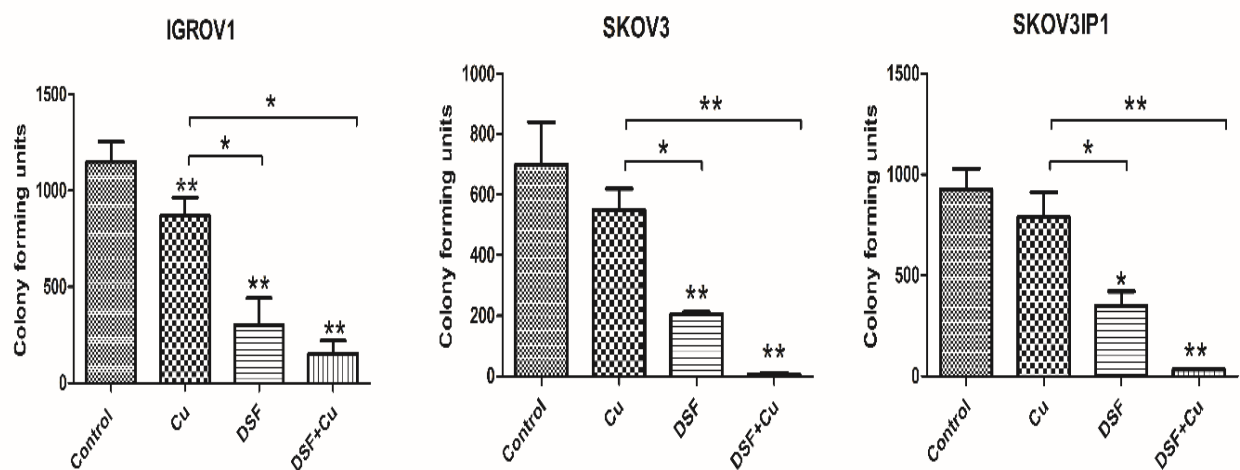 IGROV1
Colony forming units
1500
1000
500
0
*
*
**
**
**
Control
Cu
DSF
DSF+Cu
SKOV3
Colony forming units
1000
800
600
400
200
0
**
*
**
**
Control
Cu
DSF
DSF+Cu
SKOV3IP1
Colony forming units
1500
1000
500
0
**
*
*
**
Control
Cu
DSF
DSF+Cu